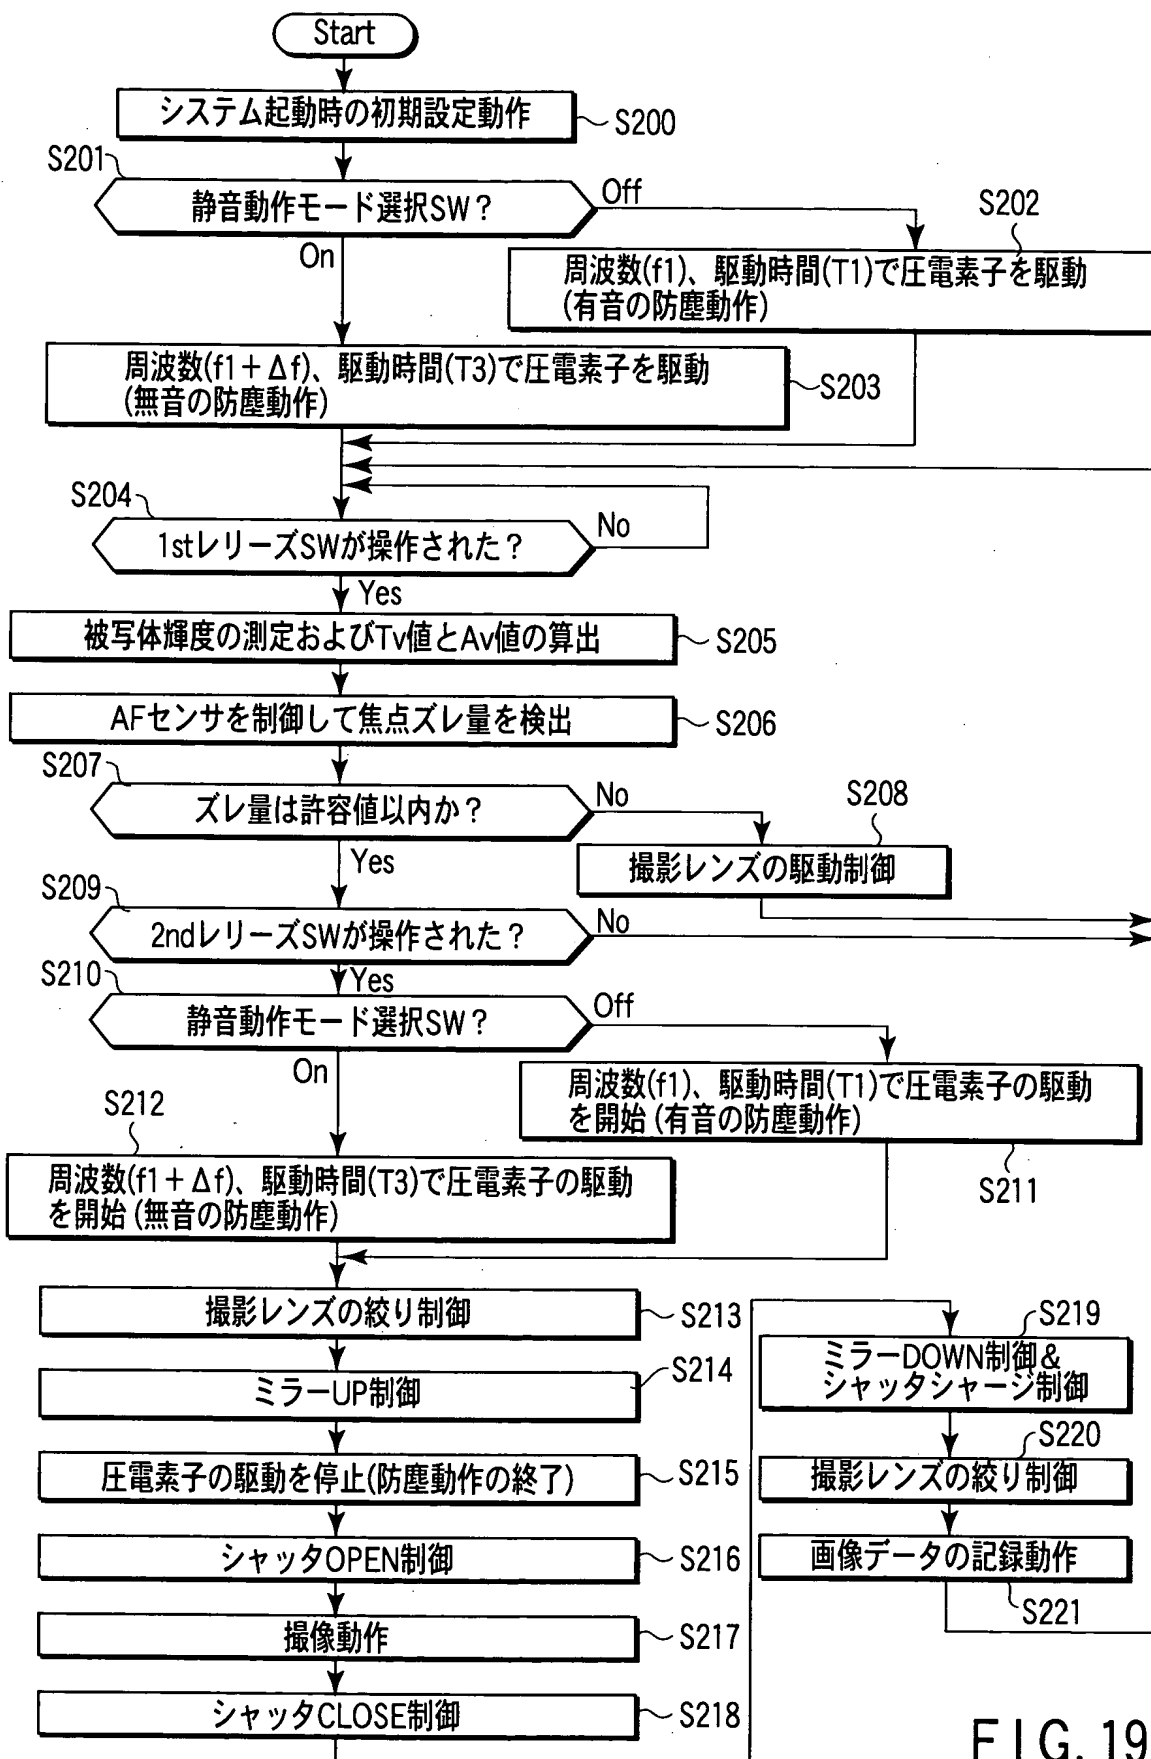 Start
システム起動時の初期設定動作
S200
S201
静音動作モード選択SW？
Off
On
S202
周波数(f1)、駆動時間(T1)で圧電素子を駆動
(有音の防塵動作)
周波数(f1+Δf)、駆動時間(T3)で圧電素子を駆動
(無音の防塵動作)
S203
S204
1stレリーズSWが操作された？
No
Yes
被写体輝度の測定およびTv値とAv値の算出
S205
AFセンサを制御して焦点ズレ量を検出
S206
S207
ズレ量は許容値以内か？
No
Yes
S208
撮影レンズの駆動制御
S209
2ndレリーズSWが操作された？
No
Yes
S210
静音動作モード選択SW？
Off
On
周波数(f1)、駆動時間(T1)で圧電素子の駆動
を開始(有音の防塵動作)
S211
S212
周波数(f1+Δf)、駆動時間(T3)で圧電素子の駆動
を開始(無音の防塵動作)
撮影レンズの絞り制御
S213
ミラーUP制御
S214
圧電素子の駆動を停止(防塵動作の終了)
S215
シャッタOPEN制御
S216
撮像動作
S217
シャッタCLOSE制御
S218
S219
ミラーDOWN制御&
シャッタシャージ制御
S220
撮影レンズの絞り制御
画像データの記録動作
S221
FIG.19